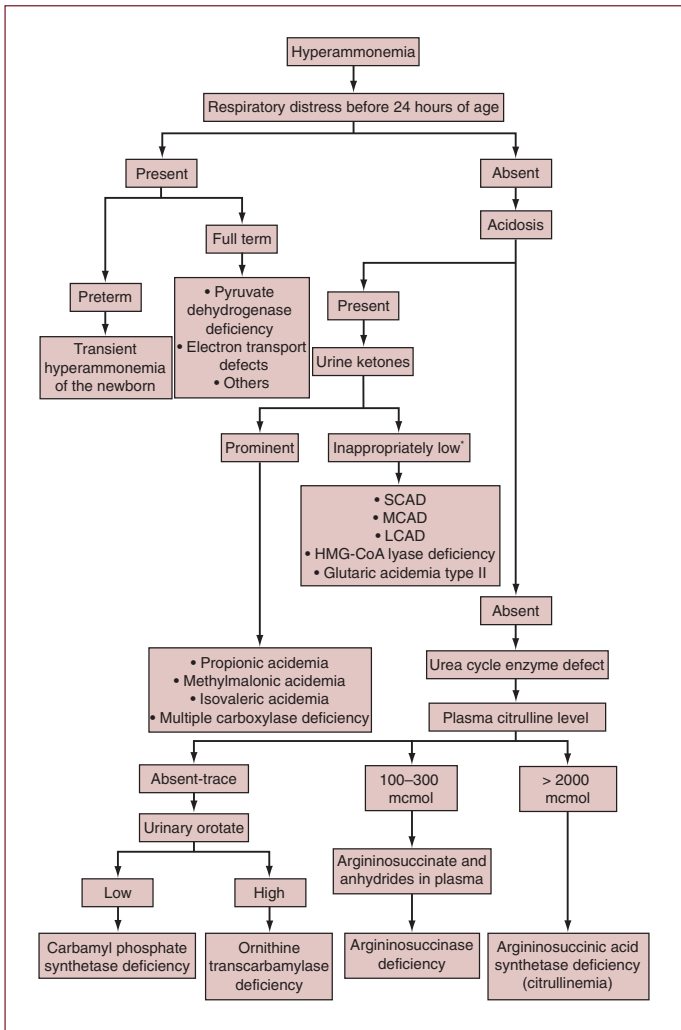 Hyperammonemia
Respiratory distress before 24 hours of age
Present
Absent
Acidosis
Preterm
Full term
Transient
hyperammonemia
of the newborn
• Pyruvate
dehydrogenase
deficiency
• Electron transport
defects
• Others
Present
Urine ketones
Prominent
Inappropriately low*
• SCAD
• MCAD
• LCAD
• HMG-CoA lyase deficiency
• Glutaric acidemia type II
• Propionic acidemia
• Methylmalonic acidemia
• Isovaleric acidemia
• Multiple carboxylase deficiency
Absent
Urea cycle enzyme defect
Plasma citrulline level
Absent-trace
100–300
mcmol
> 2000
mcmol
Urinary orotate
Low
High
Argininosuccinate and
anhydrides in plasma
Carbamyl phosphate
synthetase deficiency
Ornithine
transcarbamylase
deficiency
Argininosuccinase
deficiency
Argininosuccinic acid
synthetase deficiency
(citrullinemia)